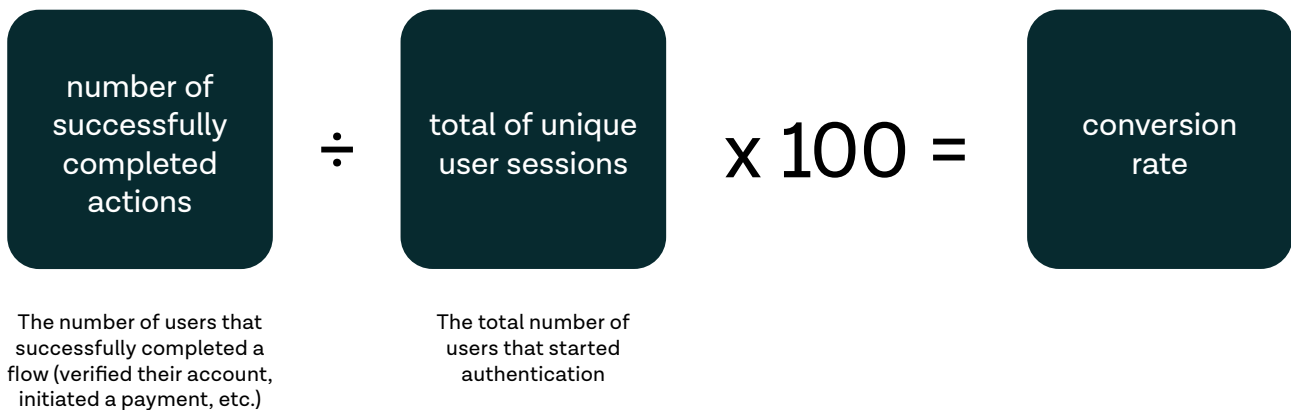 number of
successfully
completed
actions
÷
total of unique
user sessions
x 100 =
conversion
rate
The number of users that
successfully completed a
flow (verified their account,
initiated a payment, etc.)
The total number of
users that started
authentication